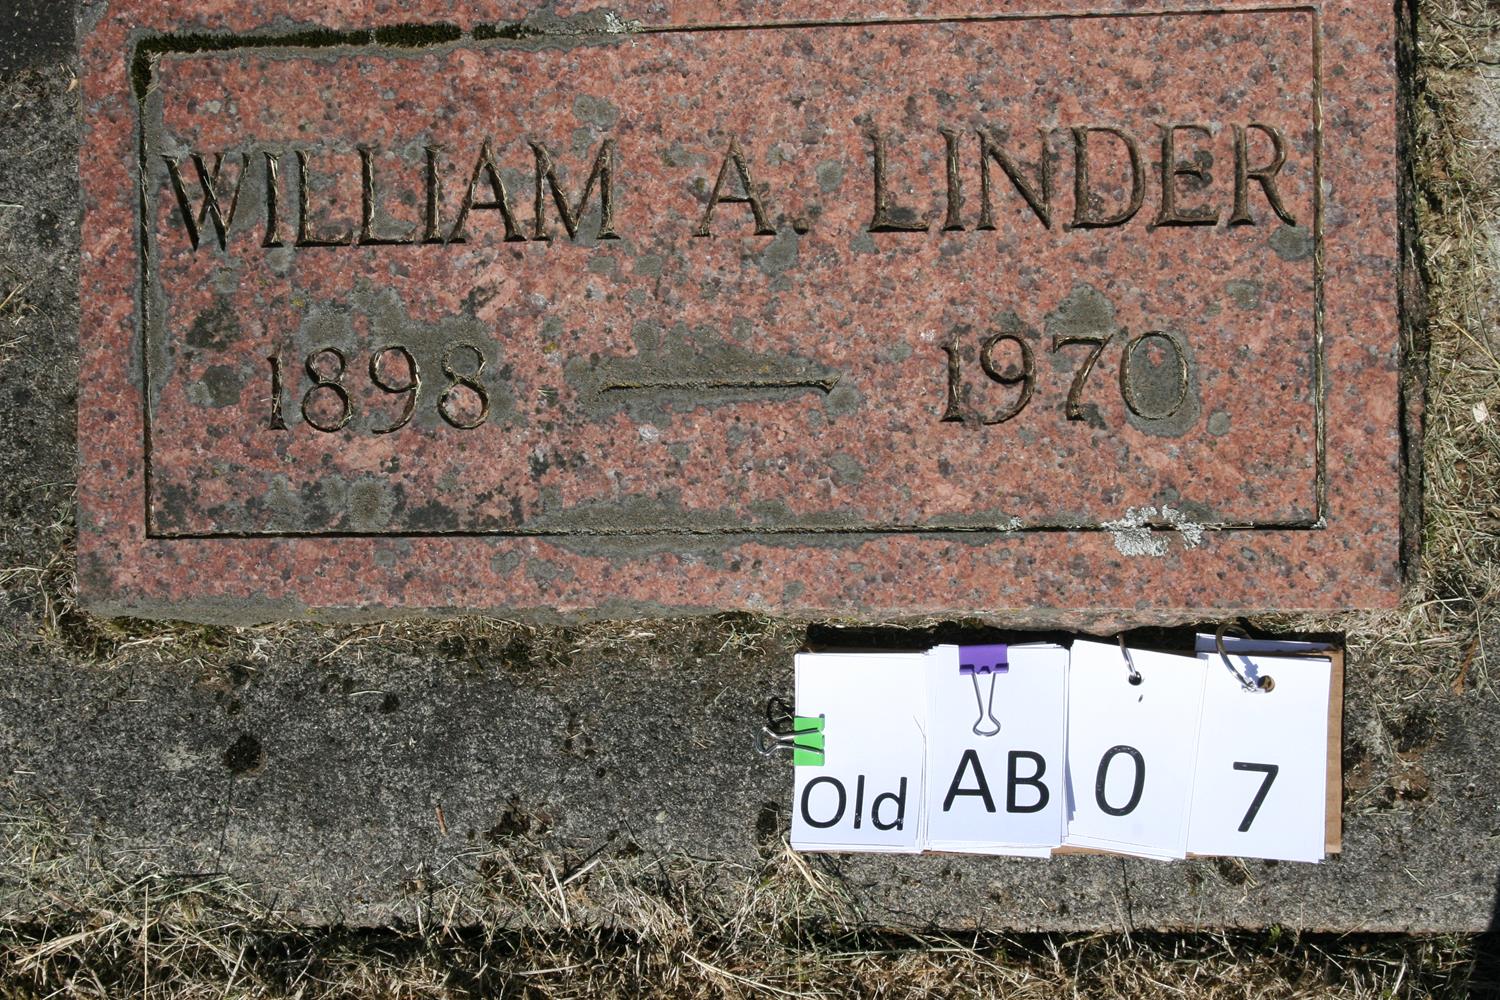 WILLIAM A. LINDER
1898 — 1970
Old AB 0 7